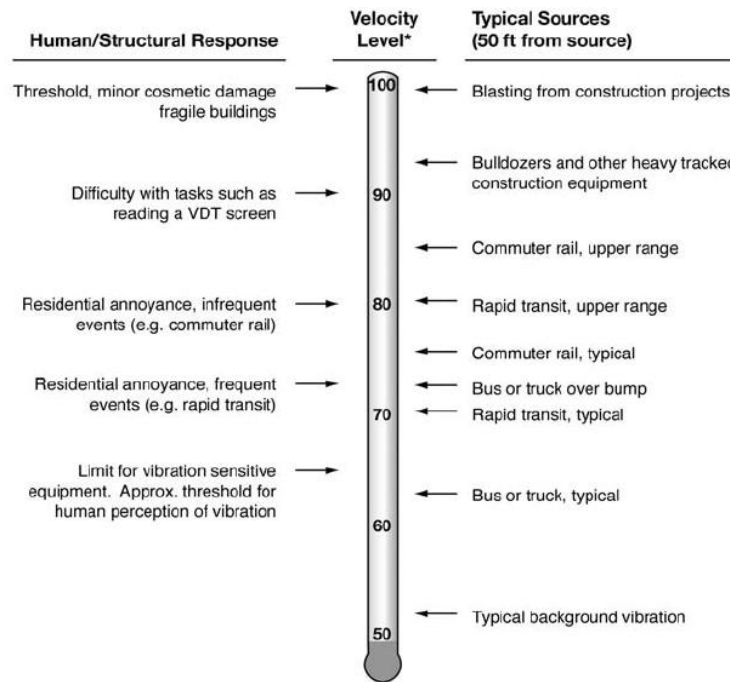 Human/Structural Response
Velocity
Level*
Typical Sources
(50 ft from source)
Threshold, minor cosmetic damage
fragile buildings
100
Blasting from construction projects
Bulldozers and other heavy tracked
construction equipment
Difficulty with tasks such as
reading a VDT screen
90
Commuter rail, upper range
Residential annoyance, infrequent
events (e.g. commuter rail)
80
Rapid transit, upper range
Commuter rail, typical
Residential annoyance, frequent
events (e.g. rapid transit)
Bus or truck over bump
70
Rapid transit, typical
Limit for vibration sensitive
equipment. Approx. threshold for
human perception of vibration
Bus or truck, typical
60
Typical background vibration
50